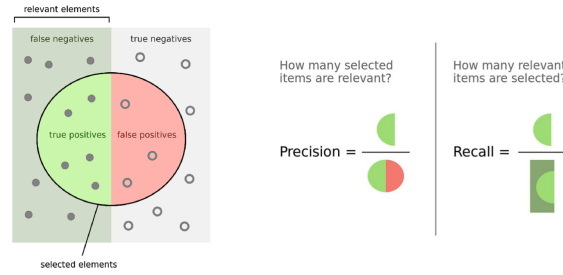 relevant elements
false negatives
true negatives
true positives
false positives
selected elements
How many selected
items are relevant?
Precision =
How many relevant
items are selected?
Recall =